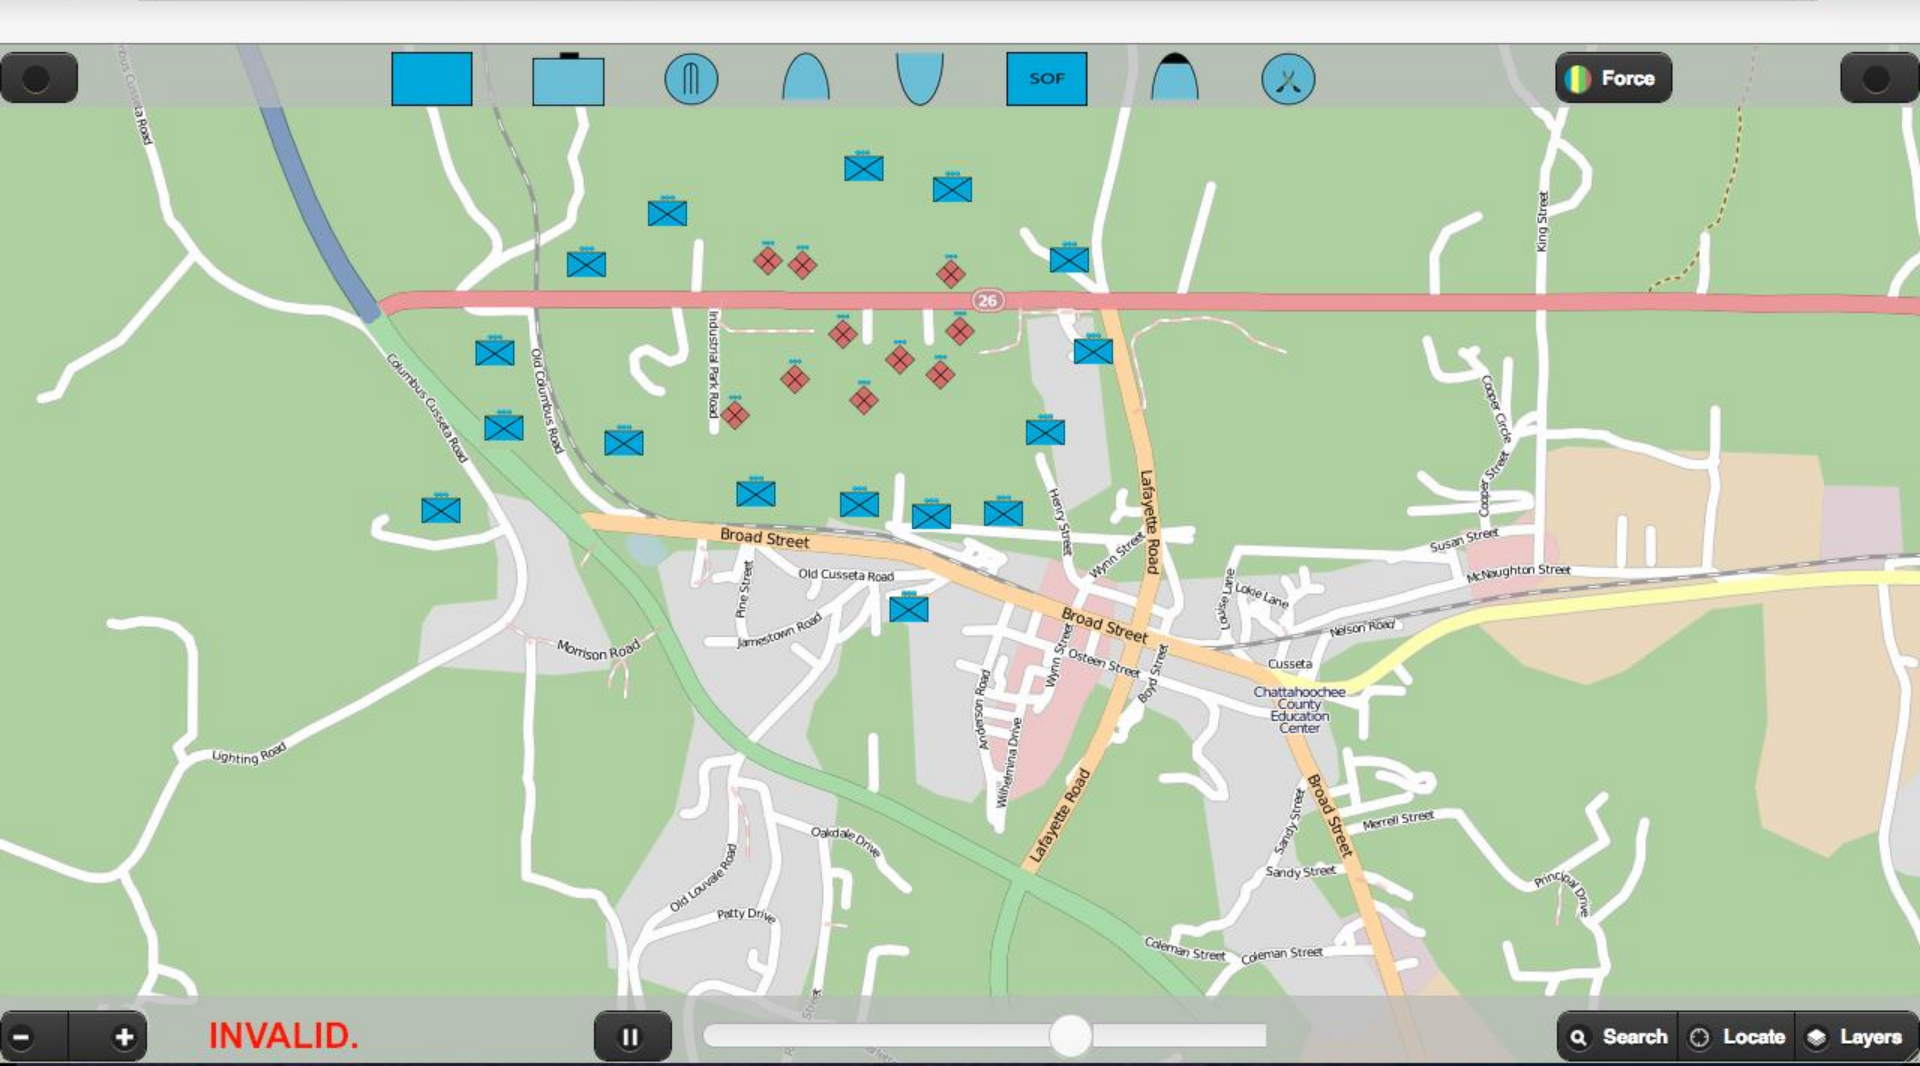 SOF
Force
Road
King Street
26
Industrial Park Road
Old Columbus Road
Columbus Cusseta Road
Cooper Circle
Cooper Street
Lafayette Road
Henry Street
Broad Street
Wynn Street
Susan Street
McNaughton Street
Old Cusseta Road
Pine Street
Louise Lane
Lokie Lane
Jamestown Road
Broad Street
Nelson Road
Morrison Road
Wynn Street
Osteen Street
Boyd Street
Cusseta
Chattahoochee
County
Education
Center
Anderson Road
Wilhelmina Drive
Lighting Road
Lafayette Road
Broad Street
Sandy Street
Merrell Street
Oakdale Drive
Old Louvale Road
Sandy Street
Principal Drive
Patty Drive
Coleman Street
Coleman Street
Street
INVALID.
Search
Locate
Layers